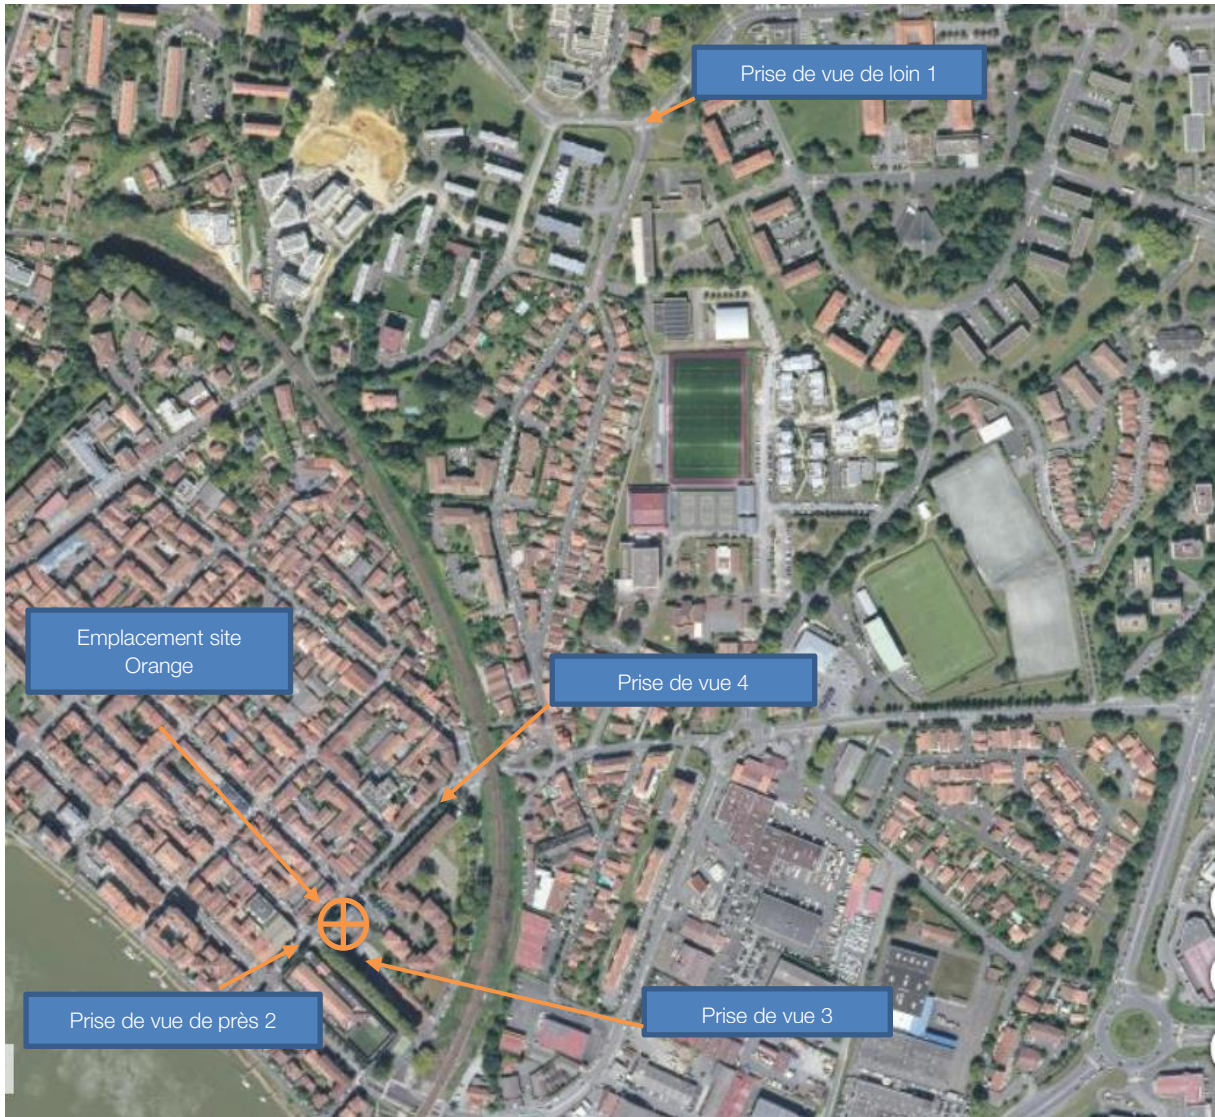 Prise de vue de loin 1
Emplacement site
Orange
Prise de vue 4
Prise de vue de près 2
Prise de vue 3